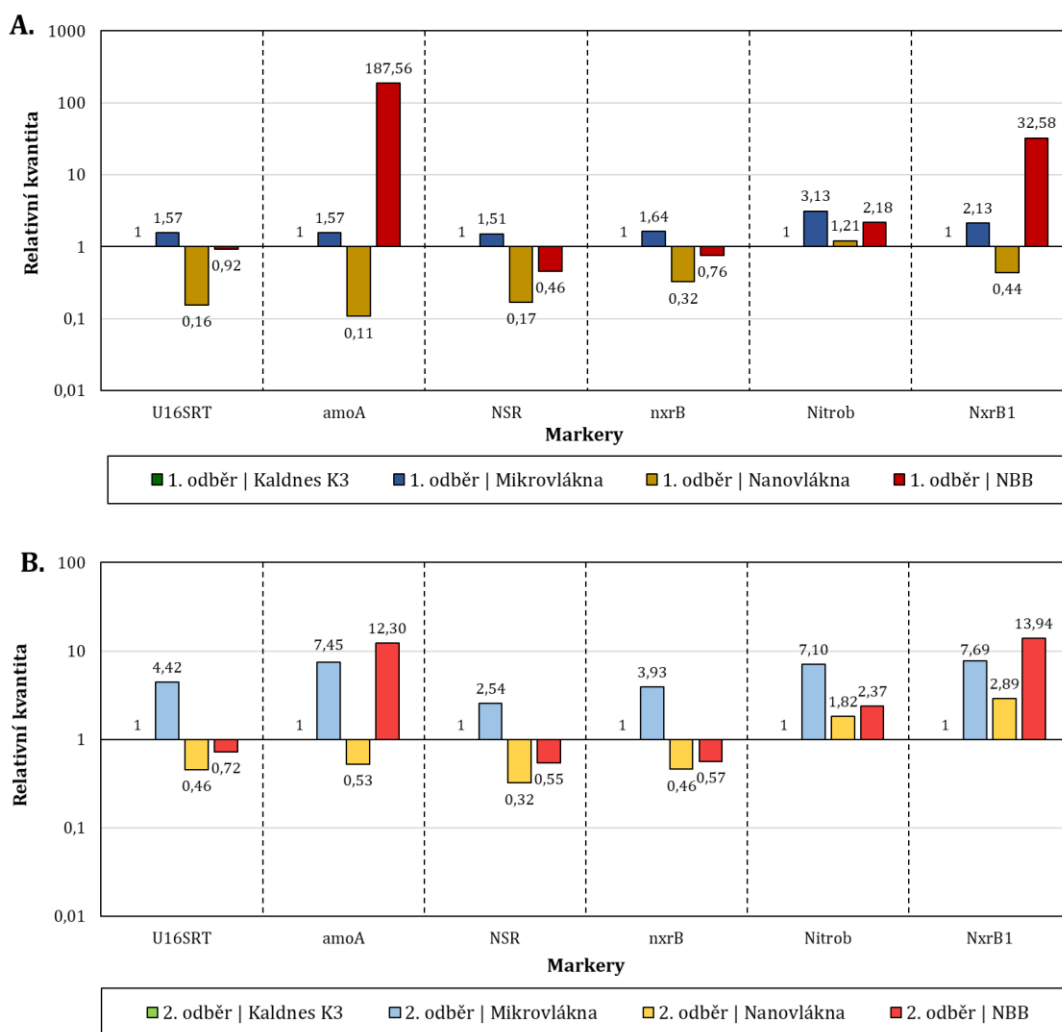 A.
Relativní kvantita
1000
100
10
1
0,1
0,01
1 1,57 0,16 0,92
1 1,57 0,11 187,56
1 1,51 0,17 0,46
1 1,64 0,32 0,76
1 3,13 1,21 2,18
1 2,13 0,44 32,58
U16SRT amoA NSR nxrB Nitrob NxrB1
Markery
1. odběr | Kaldnes K3 1. odběr | Mikrovlákna 1. odběr | Nanovlákna 1. odběr | NBB
B.
Relativní kvantita
100
10
1
0,1
0,01
1 4,42 0,46 0,72
1 7,45 0,53 12,30
1 2,54 0,32 0,55
1 3,93 0,46 0,57
1 7,10 1,82 2,37
1 7,69 2,89 13,94
U16SRT amoA NSR nxrB Nitrob NxrB1
Markery
2. odběr | Kaldnes K3 2. odběr | Mikrovlákna 2. odběr | Nanovlákna 2. odběr | NBB